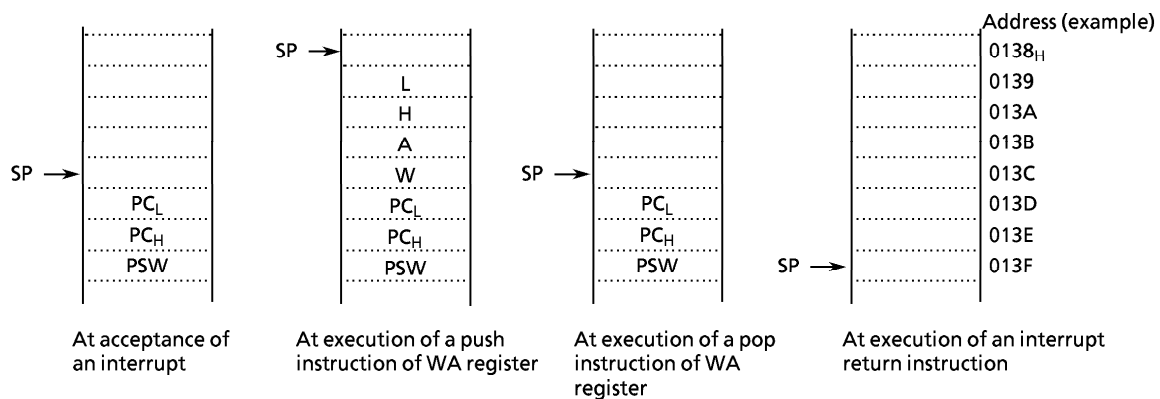 Address (example)
SP
0138H
L
0139
H
013A
A
013B
SP
W
SP
013C
PCL
PCL
PCL
013D
PCH
PCH
PCH
013E
PSW
PSW
PSW
SP
013F
At acceptance of
an interrupt
At execution of a push
instruction of WA register
At execution of a pop
instruction of WA
register
At execution of an interrupt
return instruction